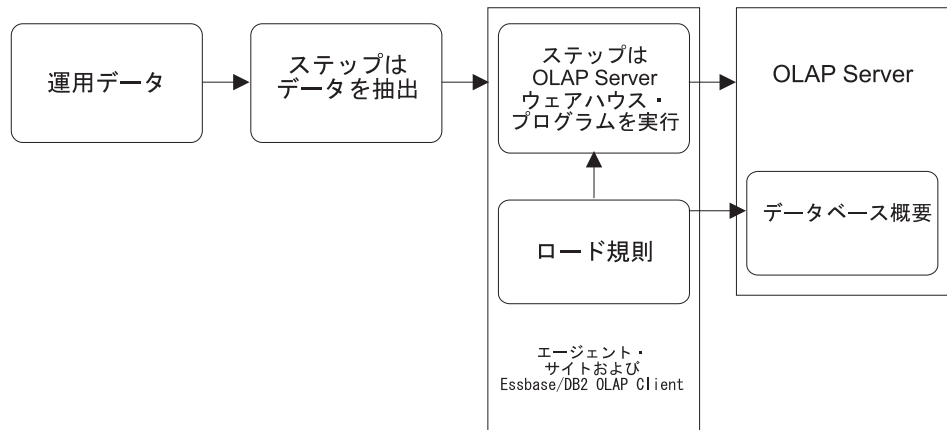 運用データ
ステップは
データを抽出
ステップは
OLAP Server
ウェアハウス・
プログラムを実行
OLAP Server
ロード規則
データベース概要
エージェント・
サイトおよび
Essbase/DB2 OLAP Client